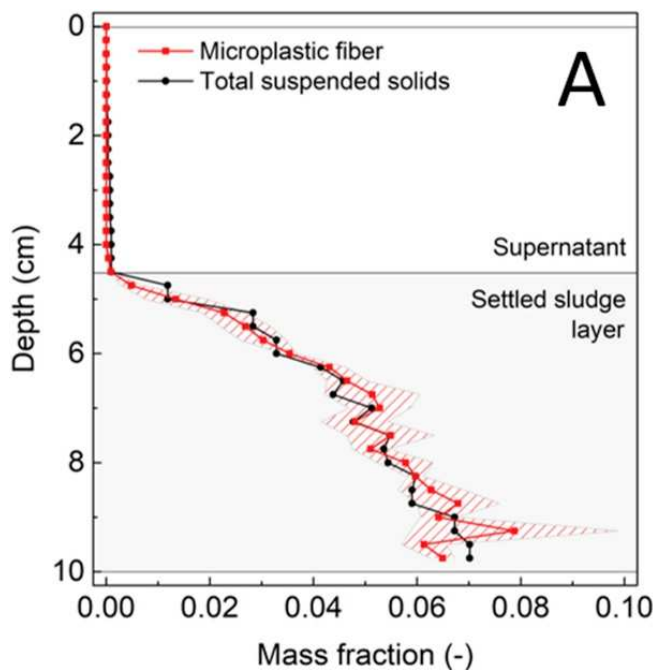 A
Microplastic fiber
Total suspended solids
0
2
4
6
8
10
Depth (cm)
Supernatant
Settled sludge
layer
0.00 0.02 0.04 0.06 0.08 0.10
Mass fraction (-)